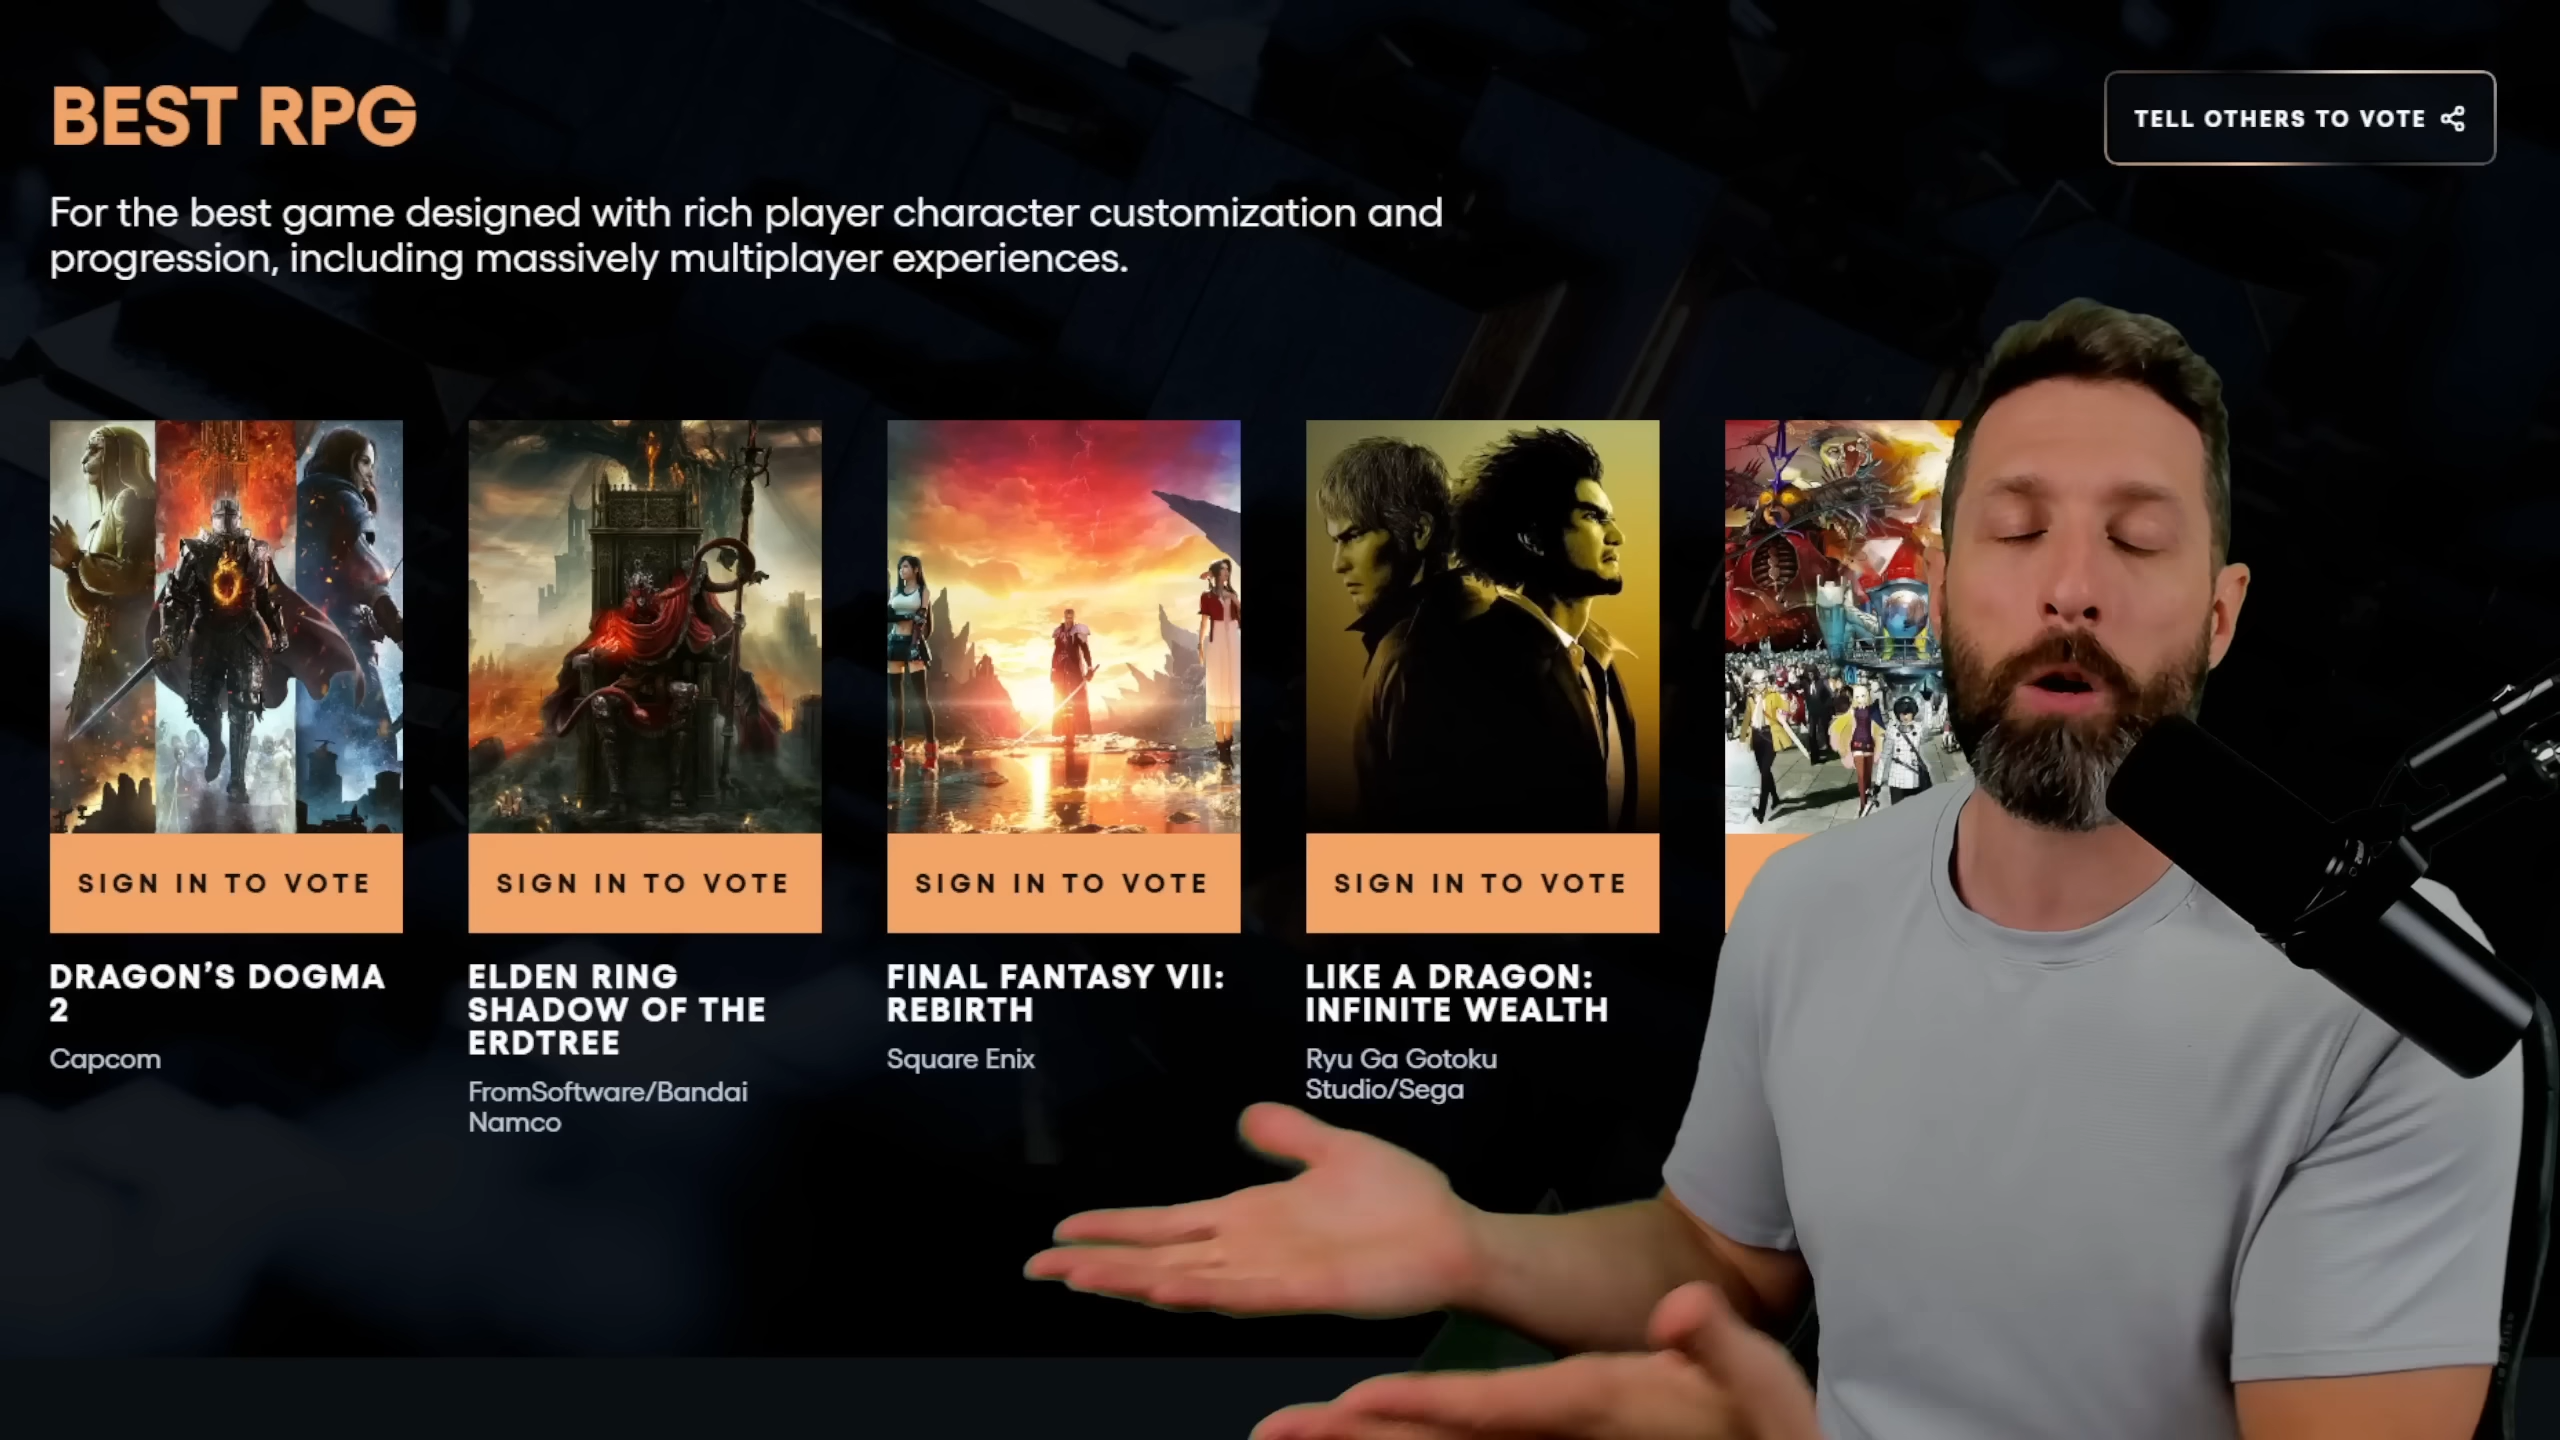 BEST RPG
TELL OTHERS TO VOTE
For the best game designed with rich player character customization and
progression, including massively multiplayer experiences.
SIGN IN TO VOTE
SIGN IN TO VOTE
SIGN IN TO VOTE
SIGN IN TO VOTE
DRAGON'S DOGMA
2
Capcom
ELDEN RING
SHADOW OF THE
ERDTREE
FromSoftware/Bandai
Namco
FINAL FANTASY VII:
REBIRTH
Square Enix
LIKE A DRAGON:
INFINITE WEALTH
Ryu Ga Gotoku
Studio/Sega